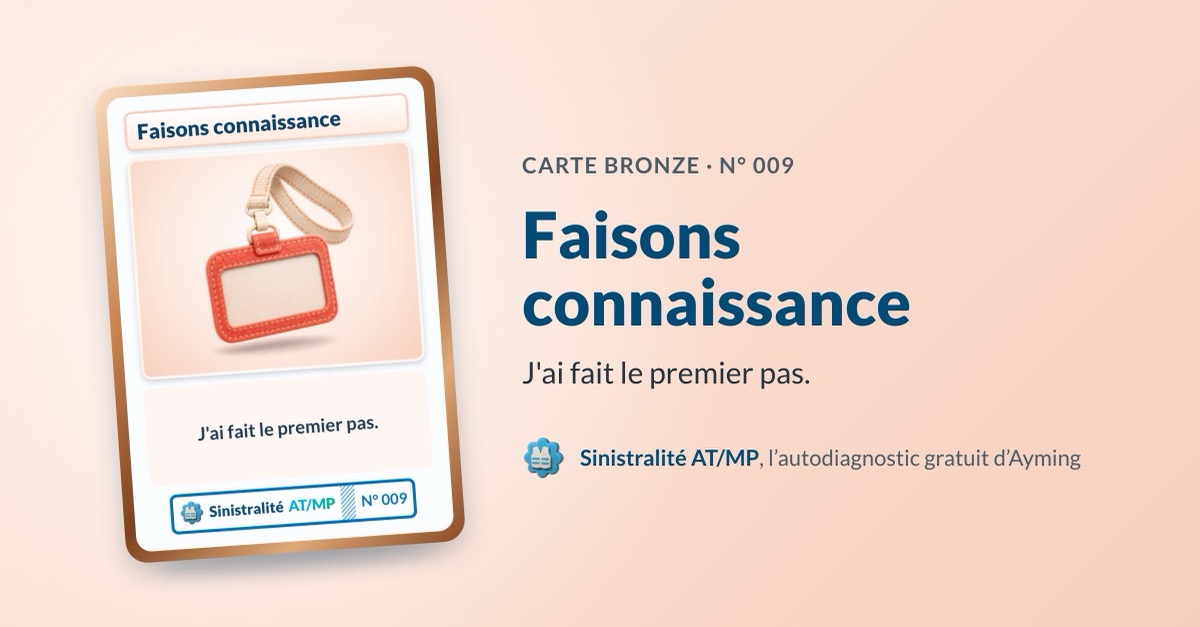 Faisons connaissance
J'ai fait le premier pas.
Sinistralité AT/MP N° 009
CARTE BRONZE · N° 009
Faisons
connaissance
J'ai fait le premier pas.
Sinistralité AT/MP, l’autodiagnostic gratuit d’Ayming